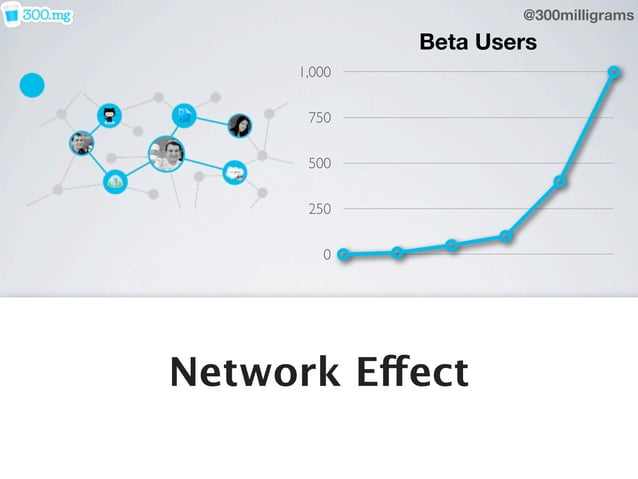 300.mg
@300milligrams
Beta Users
1,000
750
500
250
0
Network Effect